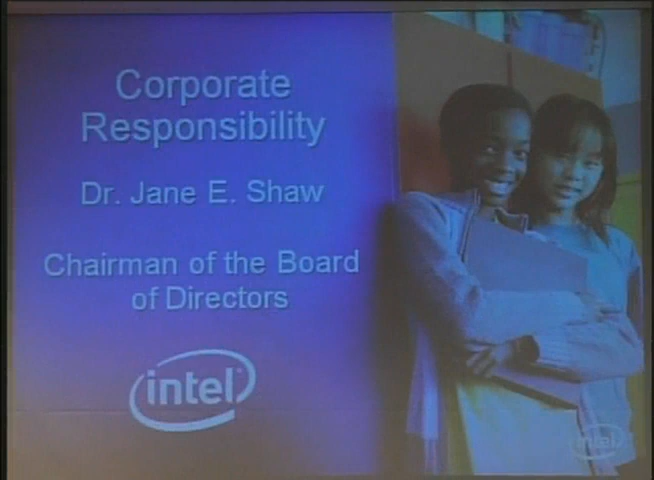 Corporate
Responsibility
Dr. Jane E. Shaw
Chairman of the Board
of Directors
intel
intel